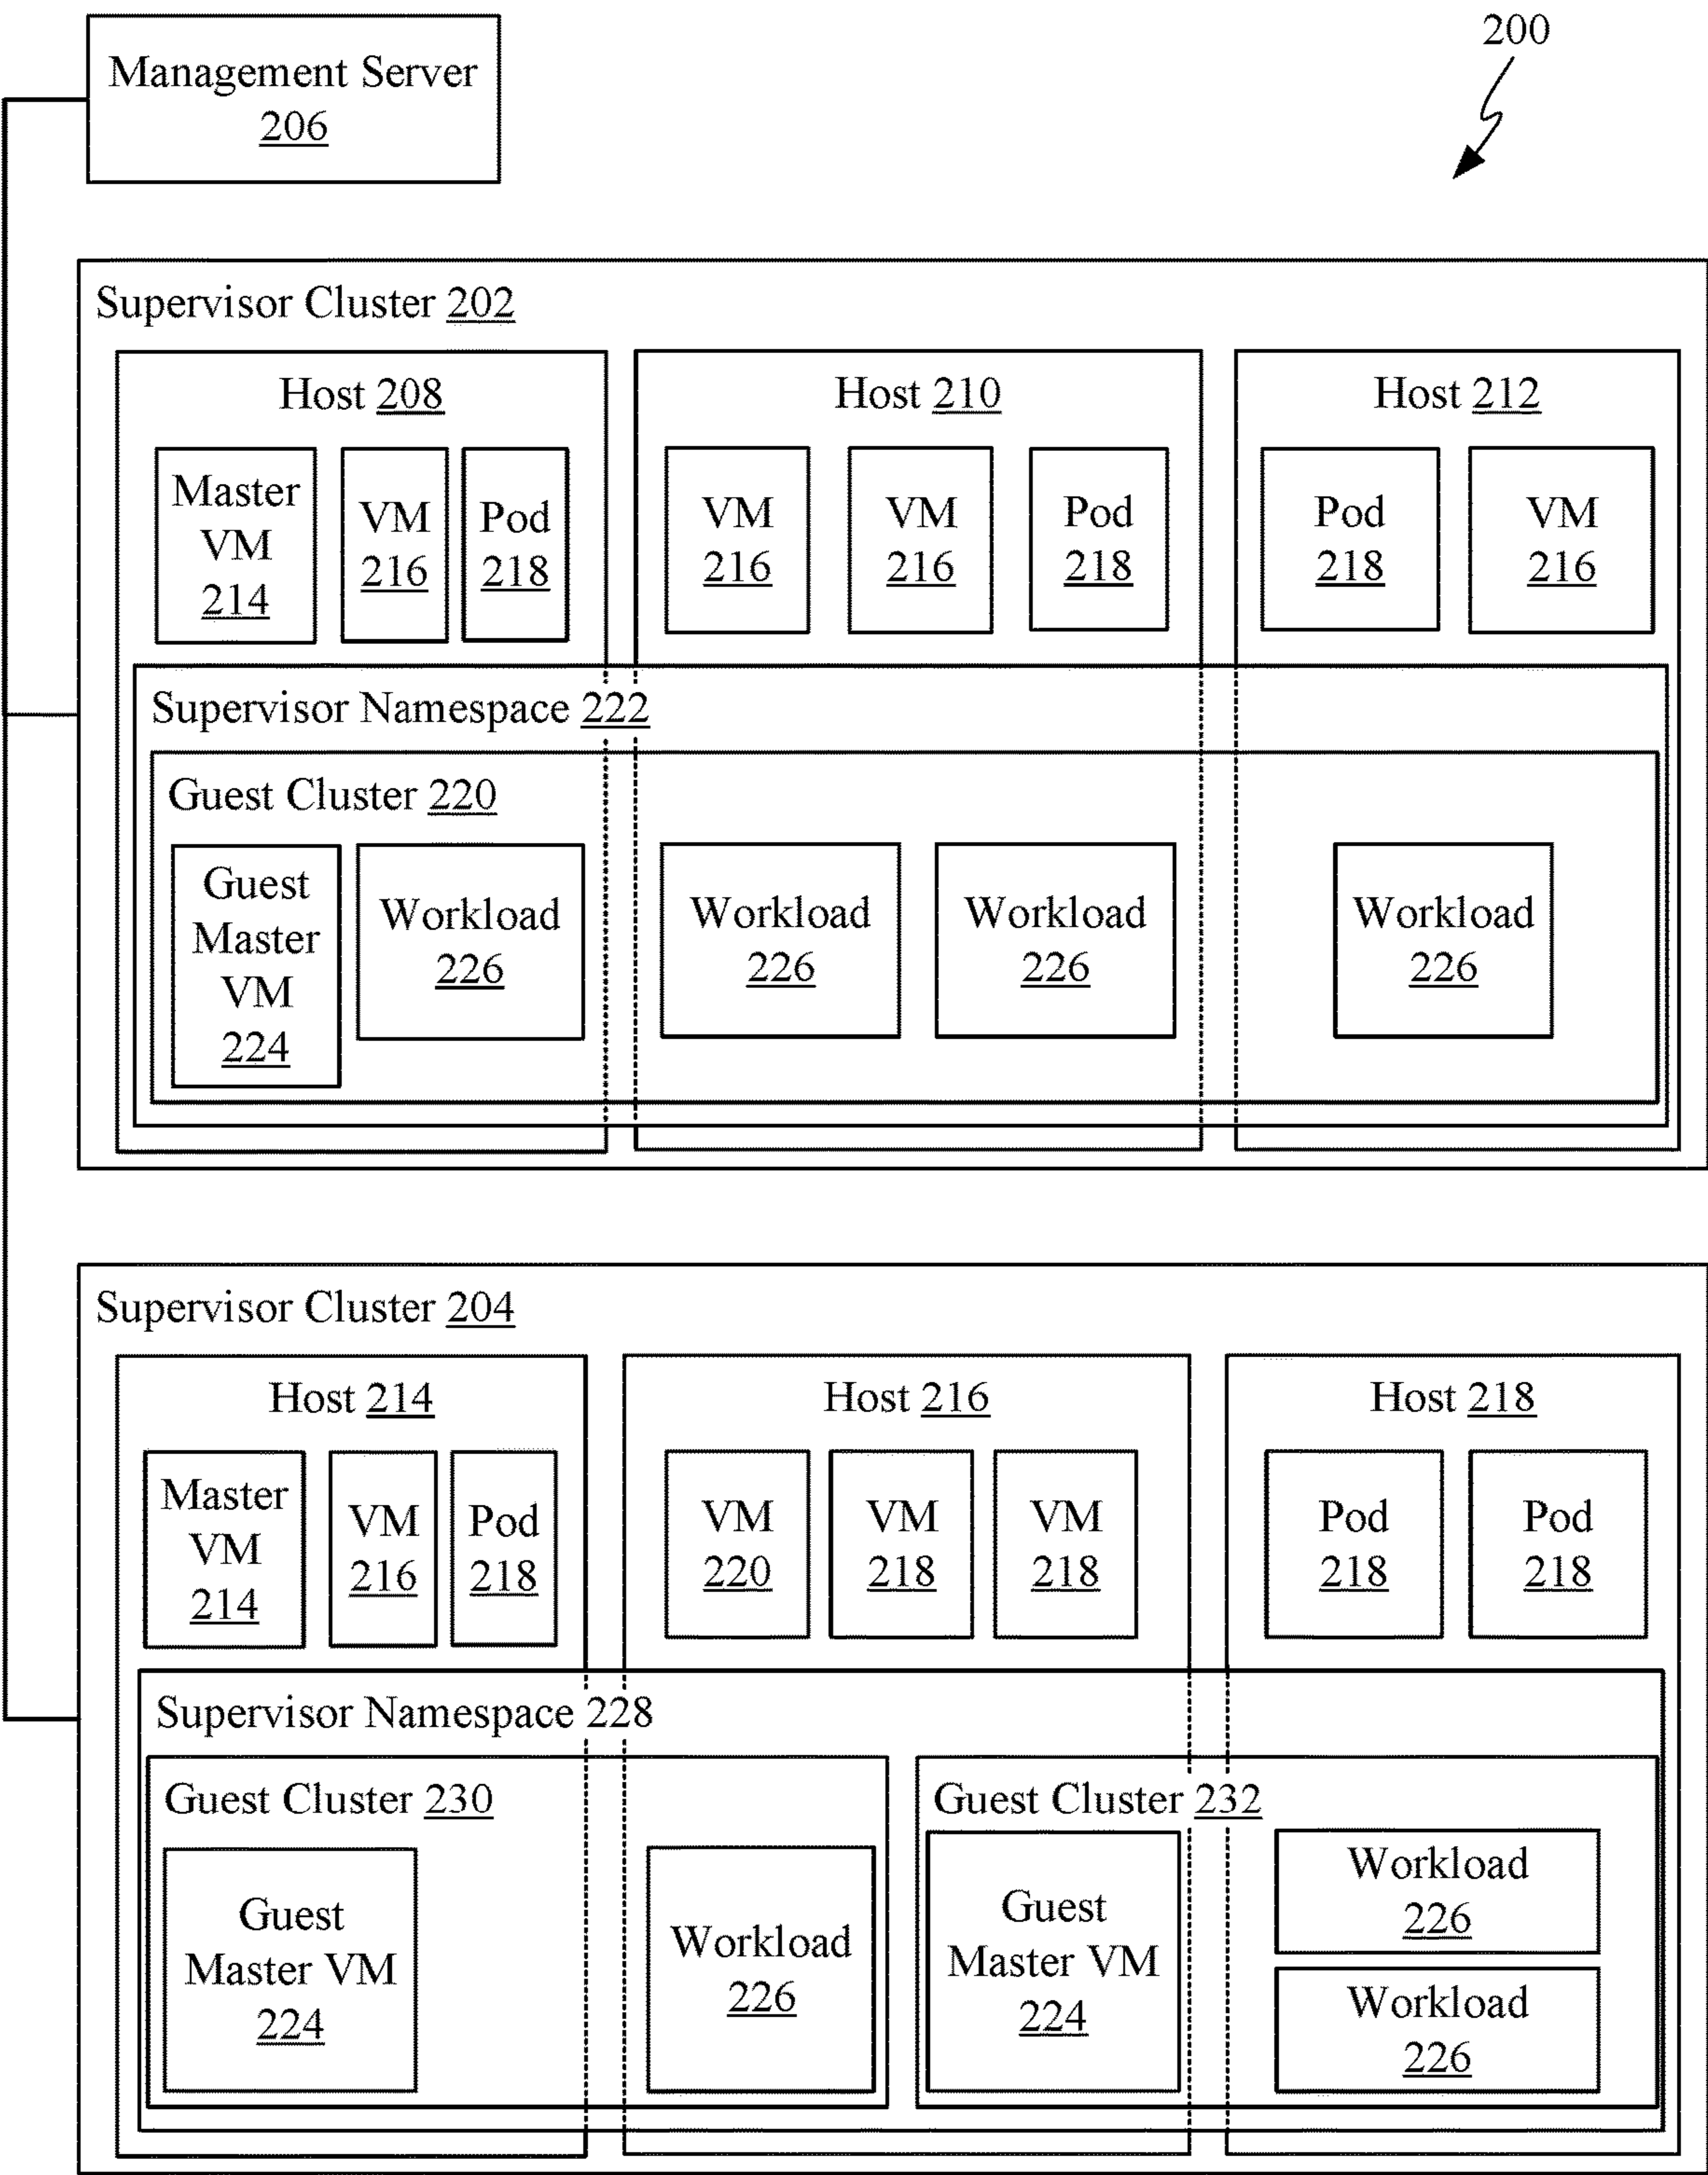 200
Management Server
206
Supervisor Cluster 202
Host 208
Master
VM
214
VM
216
Pod
218
Host 210
VM
216
VM
216
Pod
218
Host 212
Pod
218
VM
216
Supervisor Namespace 222
Guest Cluster 220
Guest
Master
VM
224
Workload
226
Workload
226
Workload
226
Workload
226
Supervisor Cluster 204
Host 214
Master
VM
214
VM
216
Pod
218
Host 216
VM
220
VM
218
VM
218
Host 218
Pod
218
Pod
218
Supervisor Namespace 228
Guest Cluster 230
Guest
Master VM
224
Workload
226
Guest Cluster 232
Guest
Master VM
224
Workload
226
Workload
226